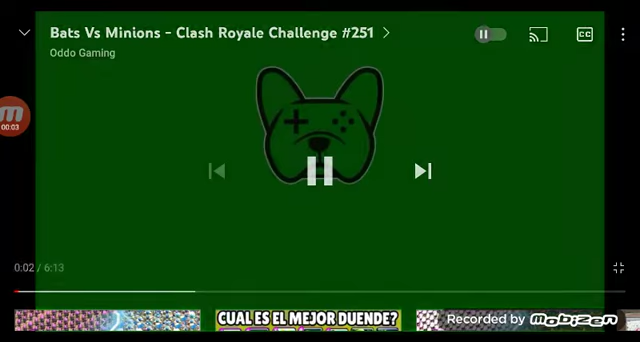 Bats Vs Minions - Clash Royale Challenge #251
Oddo Gaming
CC
00:03
0:02 / 6:13
CUAL ES EL MEJOR DUENDE?
Recorded by Mobizen